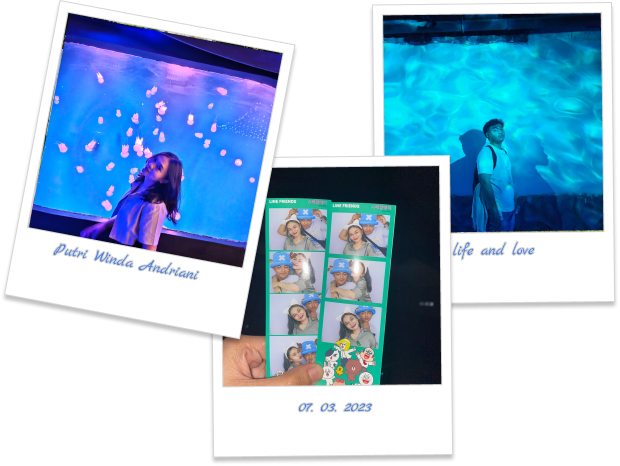 Putri Winda Andriani
life and love
LINE FRIENDS
LINE FRIENDS
07. 03. 2023